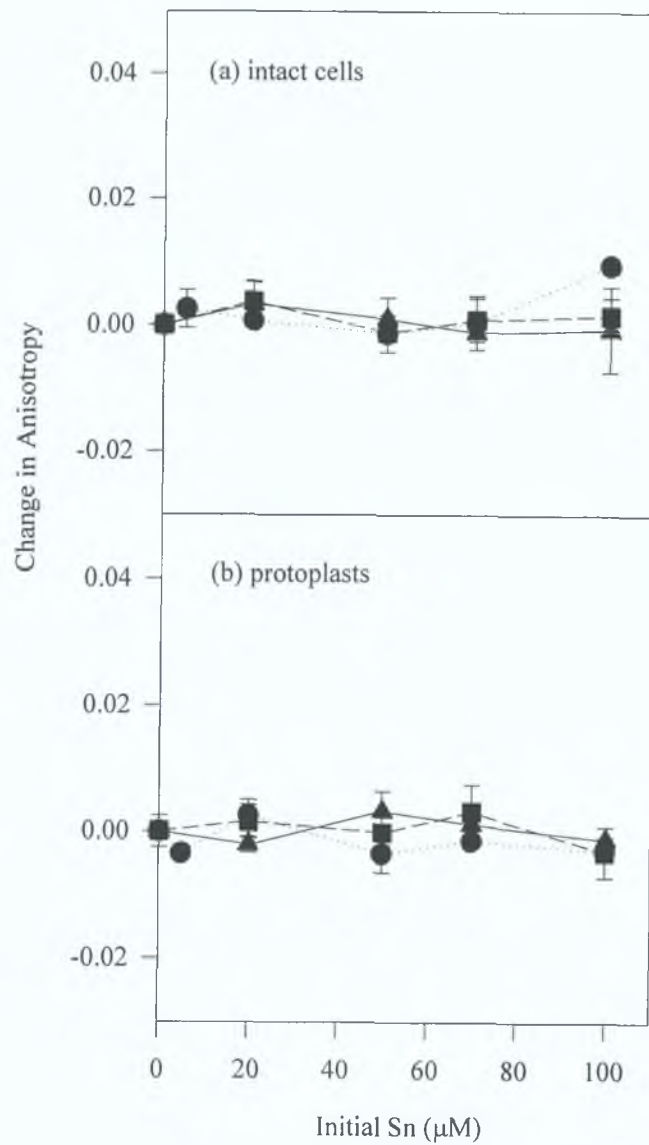 0.04
(a) intact cells
0.02
0.00
-0.02
Change in Anisotropy
0.04
(b) protoplasts
0.02
0.00
-0.02
0 20 40 60 80 100
Initial Sn (μM)